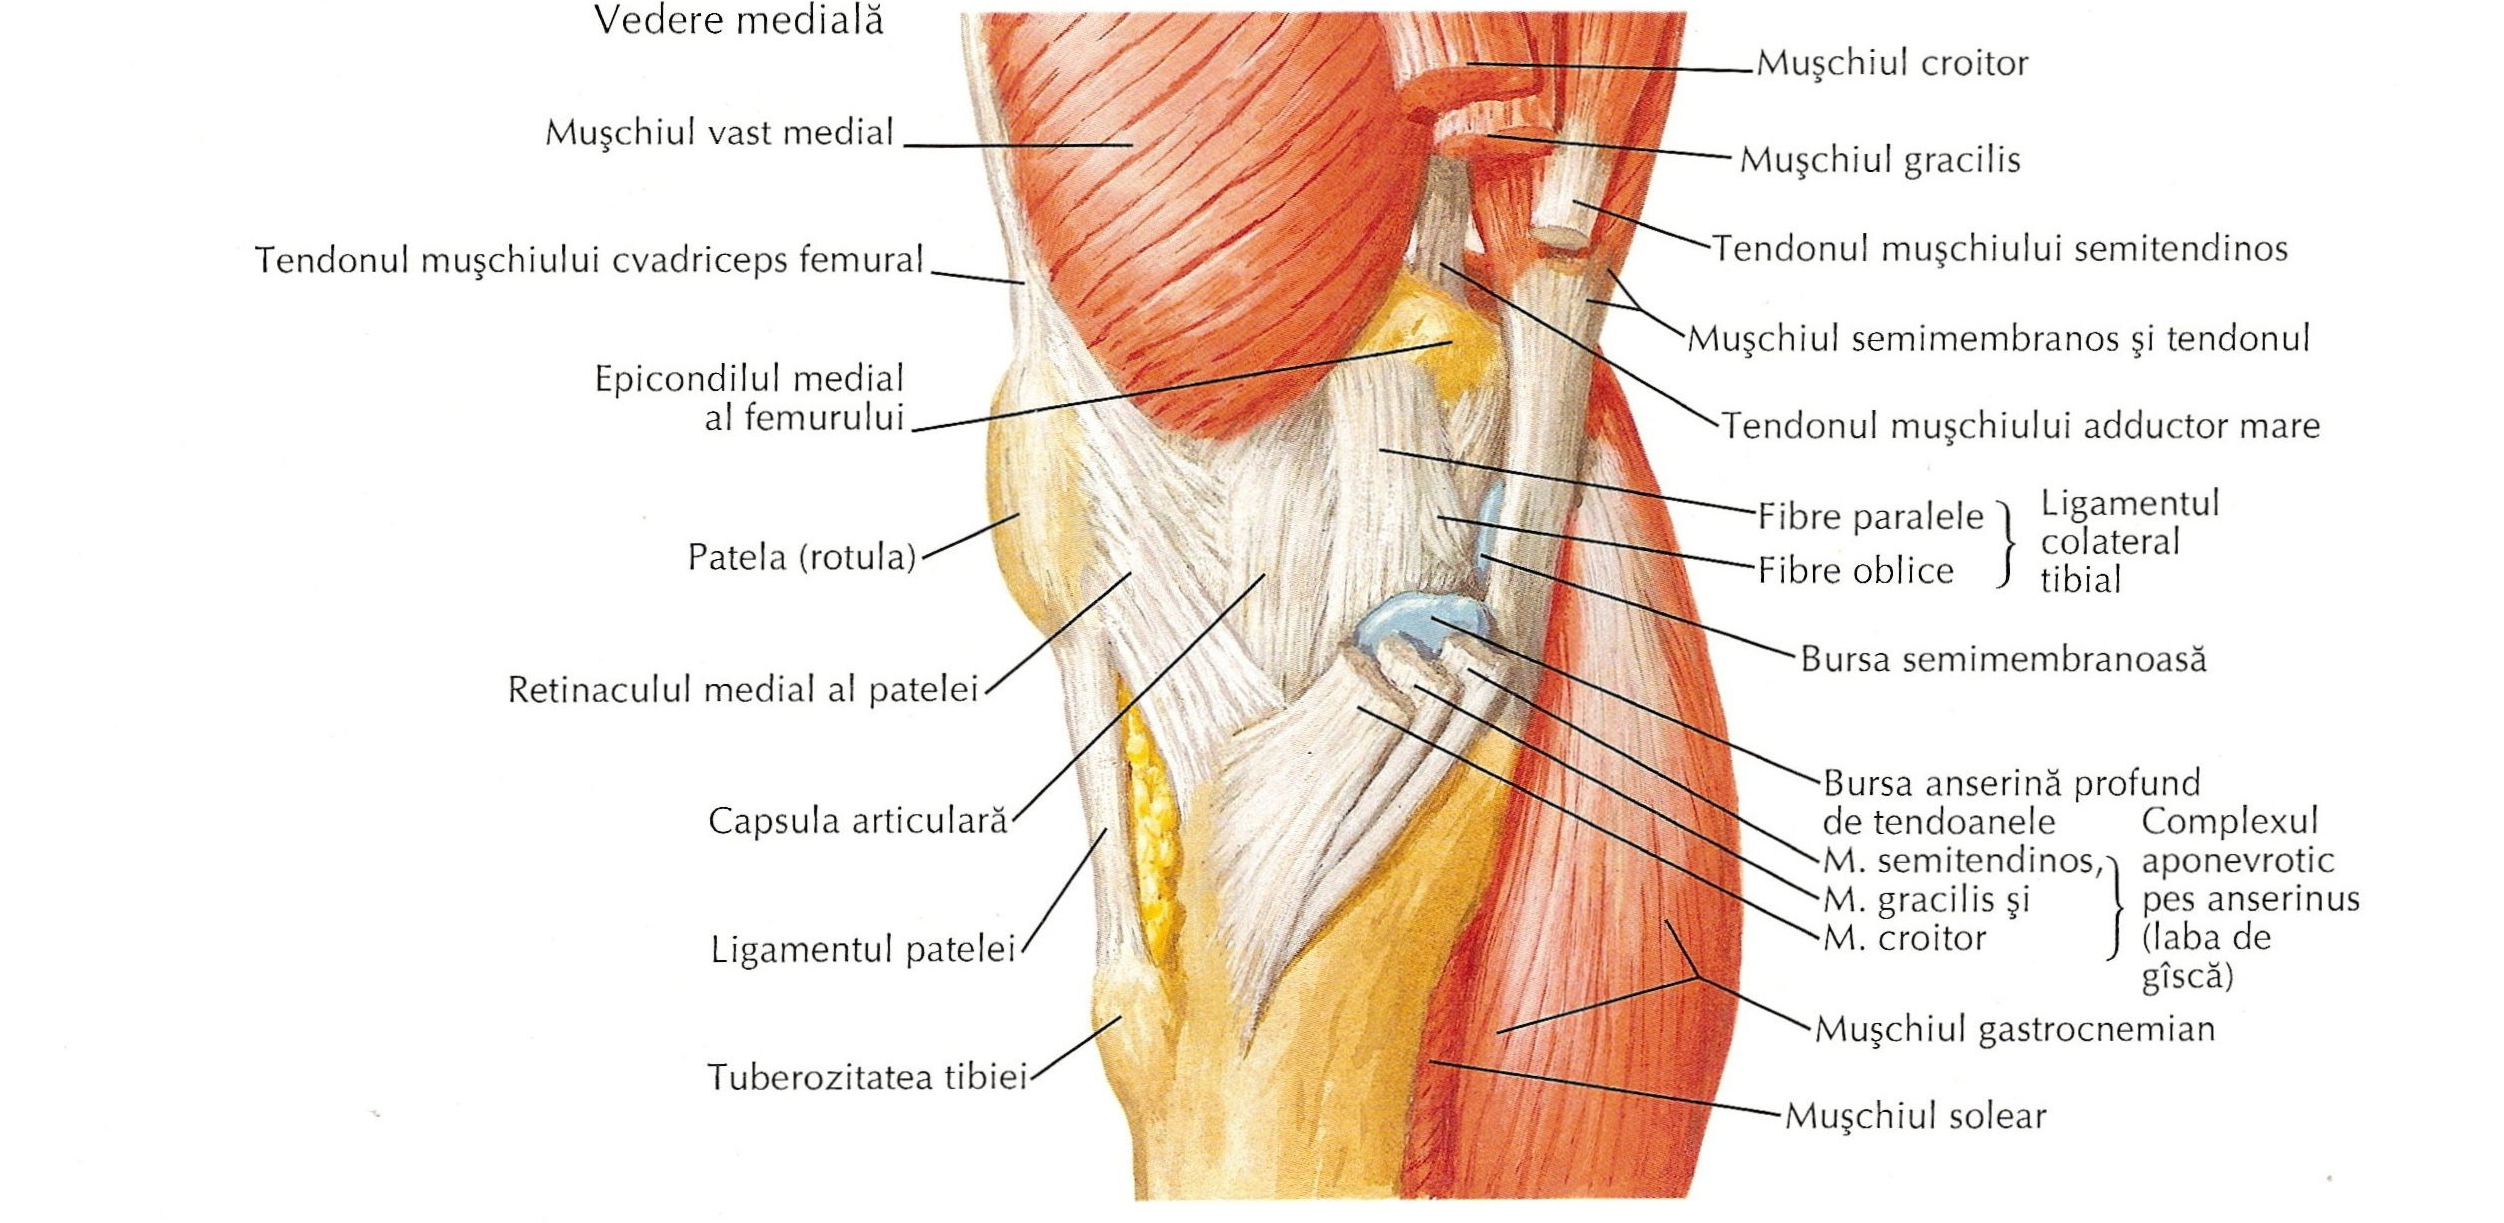 Vedere medială
Muşchiul vast medial
Tendonul muşchiului cvadriceps femural
Epicondilul medial
al femurului
Patela (rotula)
Retinaculul medial al patelei
Capsula articulară
Ligamentul patelei
Tuberozitatea tibiei
Muşchiul croitor
Muşchiul gracilis
Tendonul muşchiului semitendinos
Muşchiul semimembranos şi tendonul
Tendonul muşchiului adductor mare
Fibre paralele
Fibre oblice
Ligamentul
colateral
tibial
Bursa semimembranoasă
Bursa anserină profund
de tendoanele
M. semitendinos,
M. gracilis şi
M. croitor
Complexul
aponevrotic
pes anserinus
(laba de
gîscă)
Muşchiul gastrocnemian
Muşchiul solear